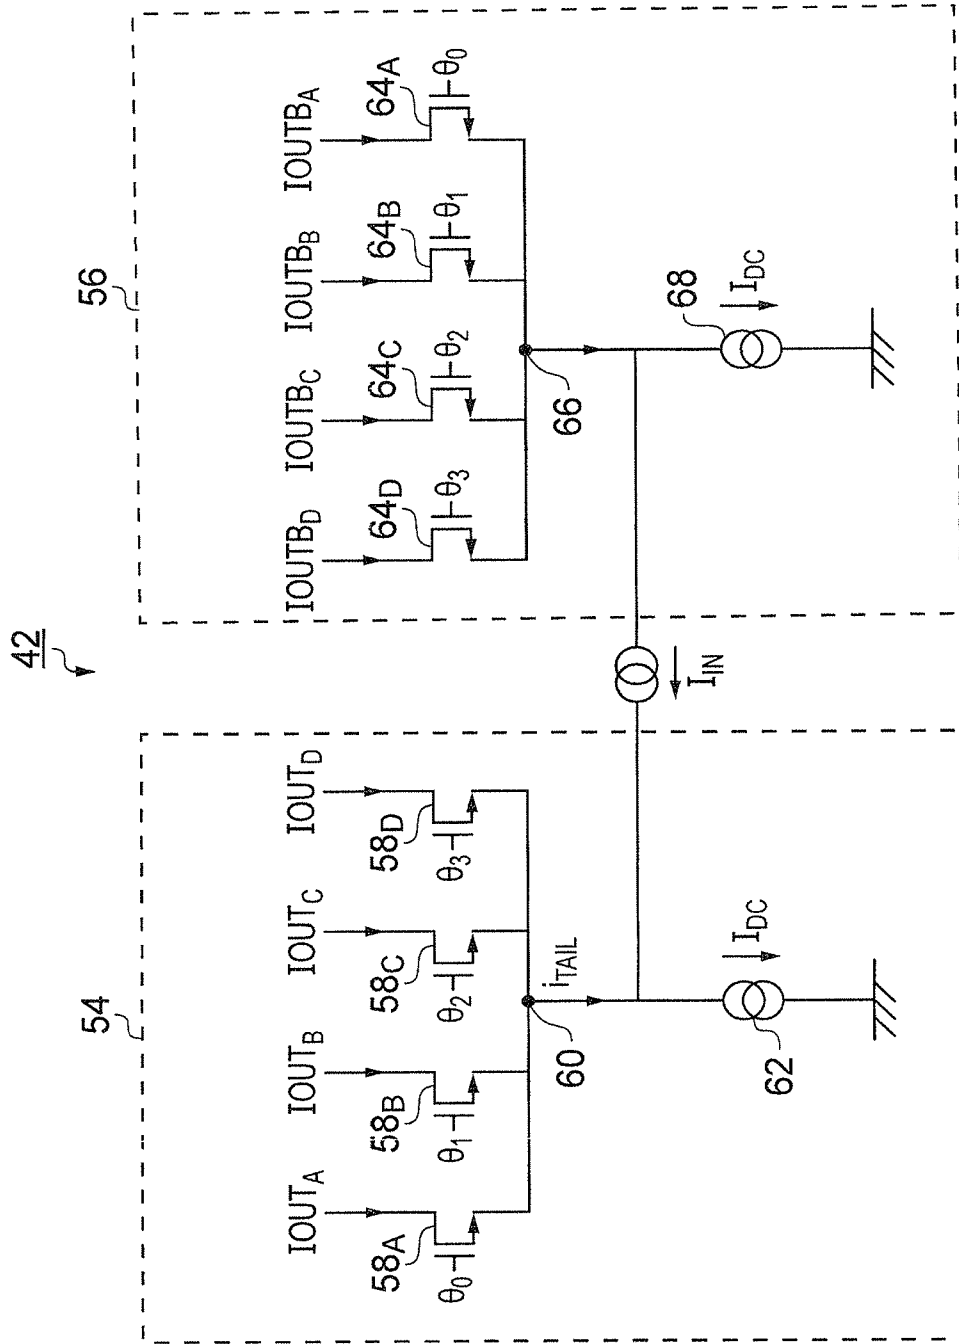 42
54
56
IOUT_A
IOUT_B
IOUT_C
IOUT_D
IOUTB_D
IOUTB_C
IOUTB_B
IOUTB_A
58A
58B
58C
58D
64D
64C
64B
64A
θ0
θ1
θ2
θ3
θ3
θ2
θ1
θ0
60
i_TAIL
66
I_IN
62
I_DC
68
I_DC